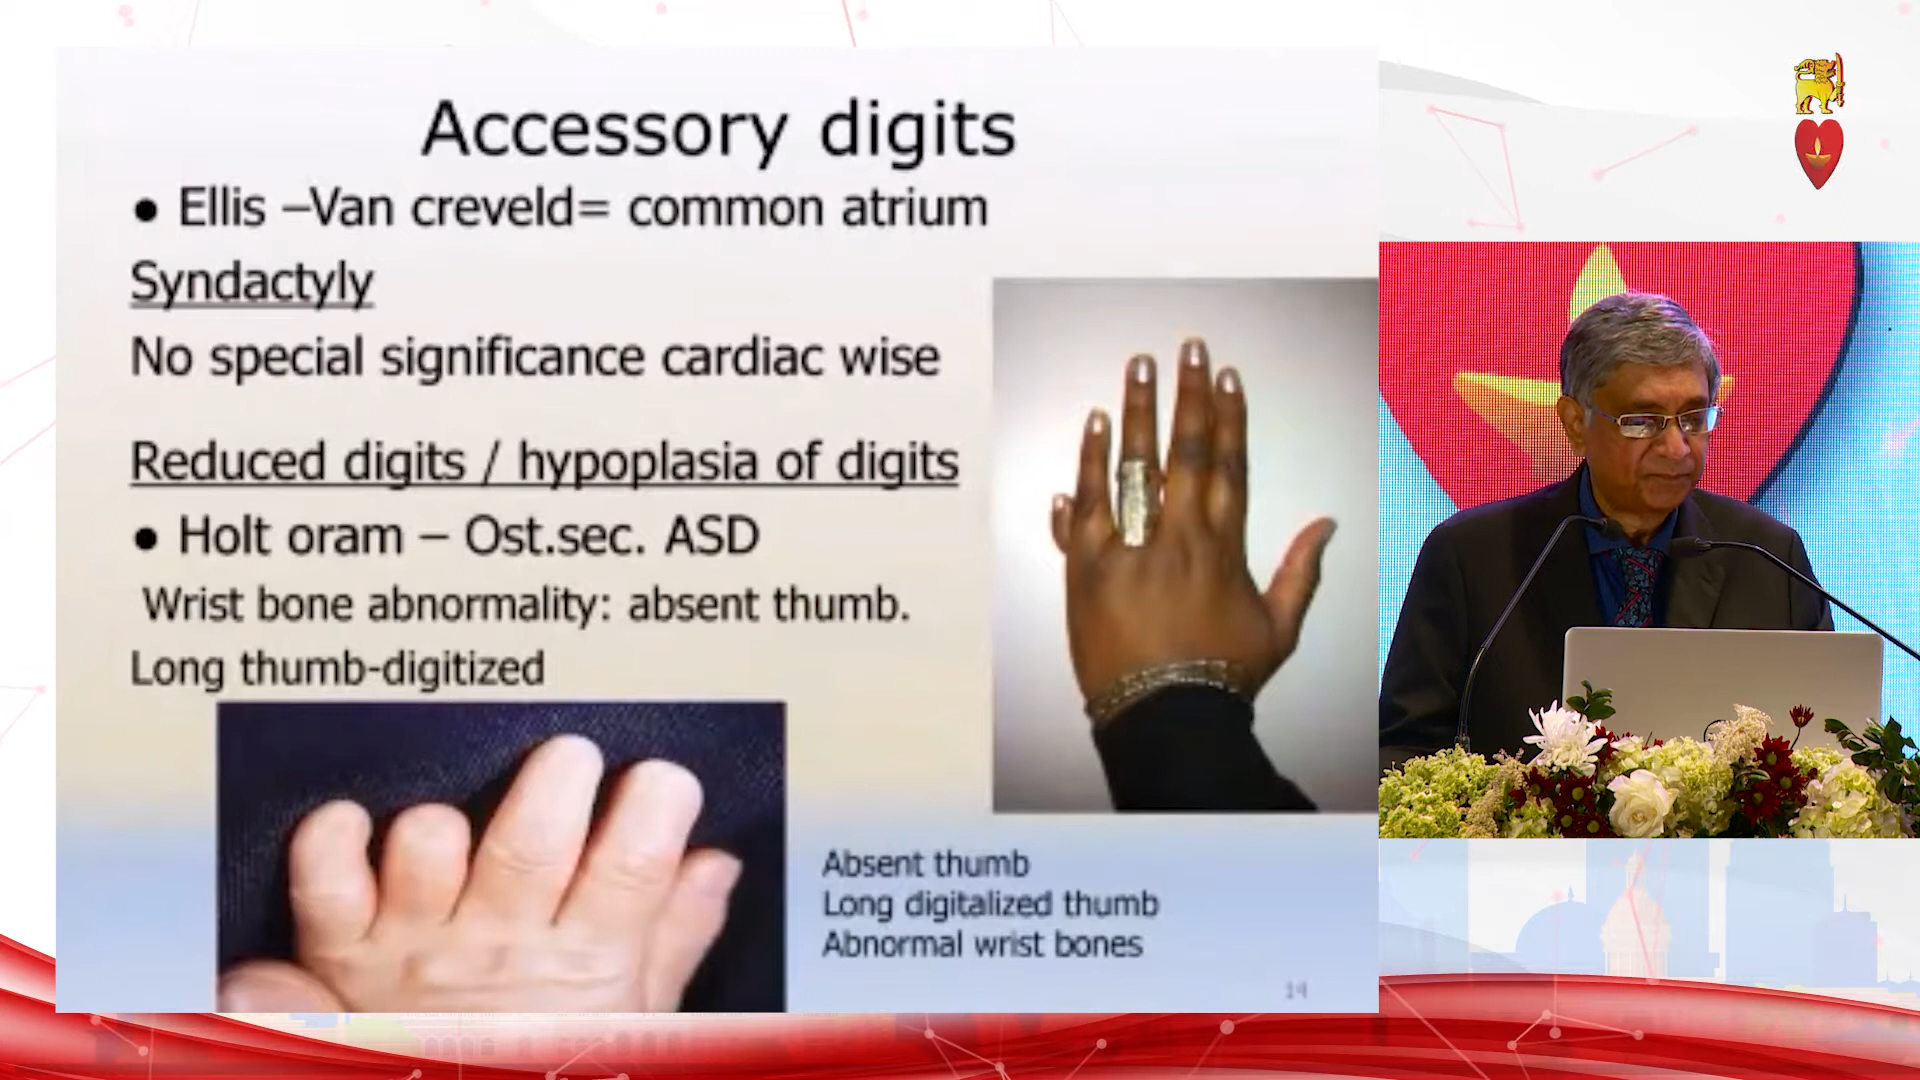 Accessory digits
● Ellis –Van creveld= common atrium
Syndactyly
No special significance cardiac wise
Reduced digits / hypoplasia of digits
● Holt oram – Ost.sec. ASD
Wrist bone abnormality: absent thumb.
Long thumb-digitized
Absent thumb
Long digitalized thumb
Abnormal wrist bones
14